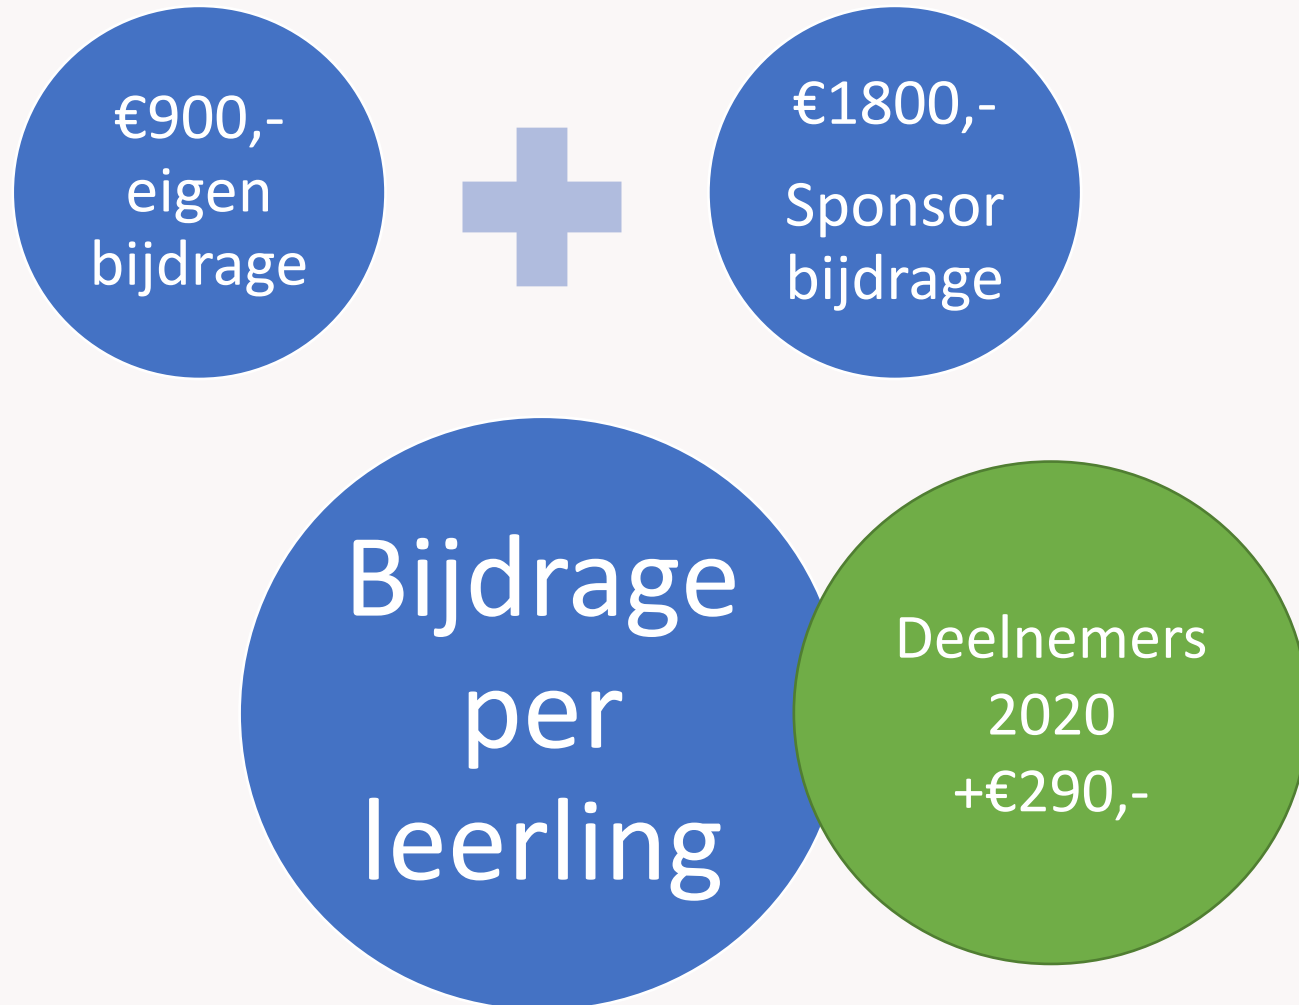 €900,-
eigen
bijdrage
€1800,-
Sponsor
bijdrage
Bijdrage
per
leerling
Deelnemers
2020
+€290,-